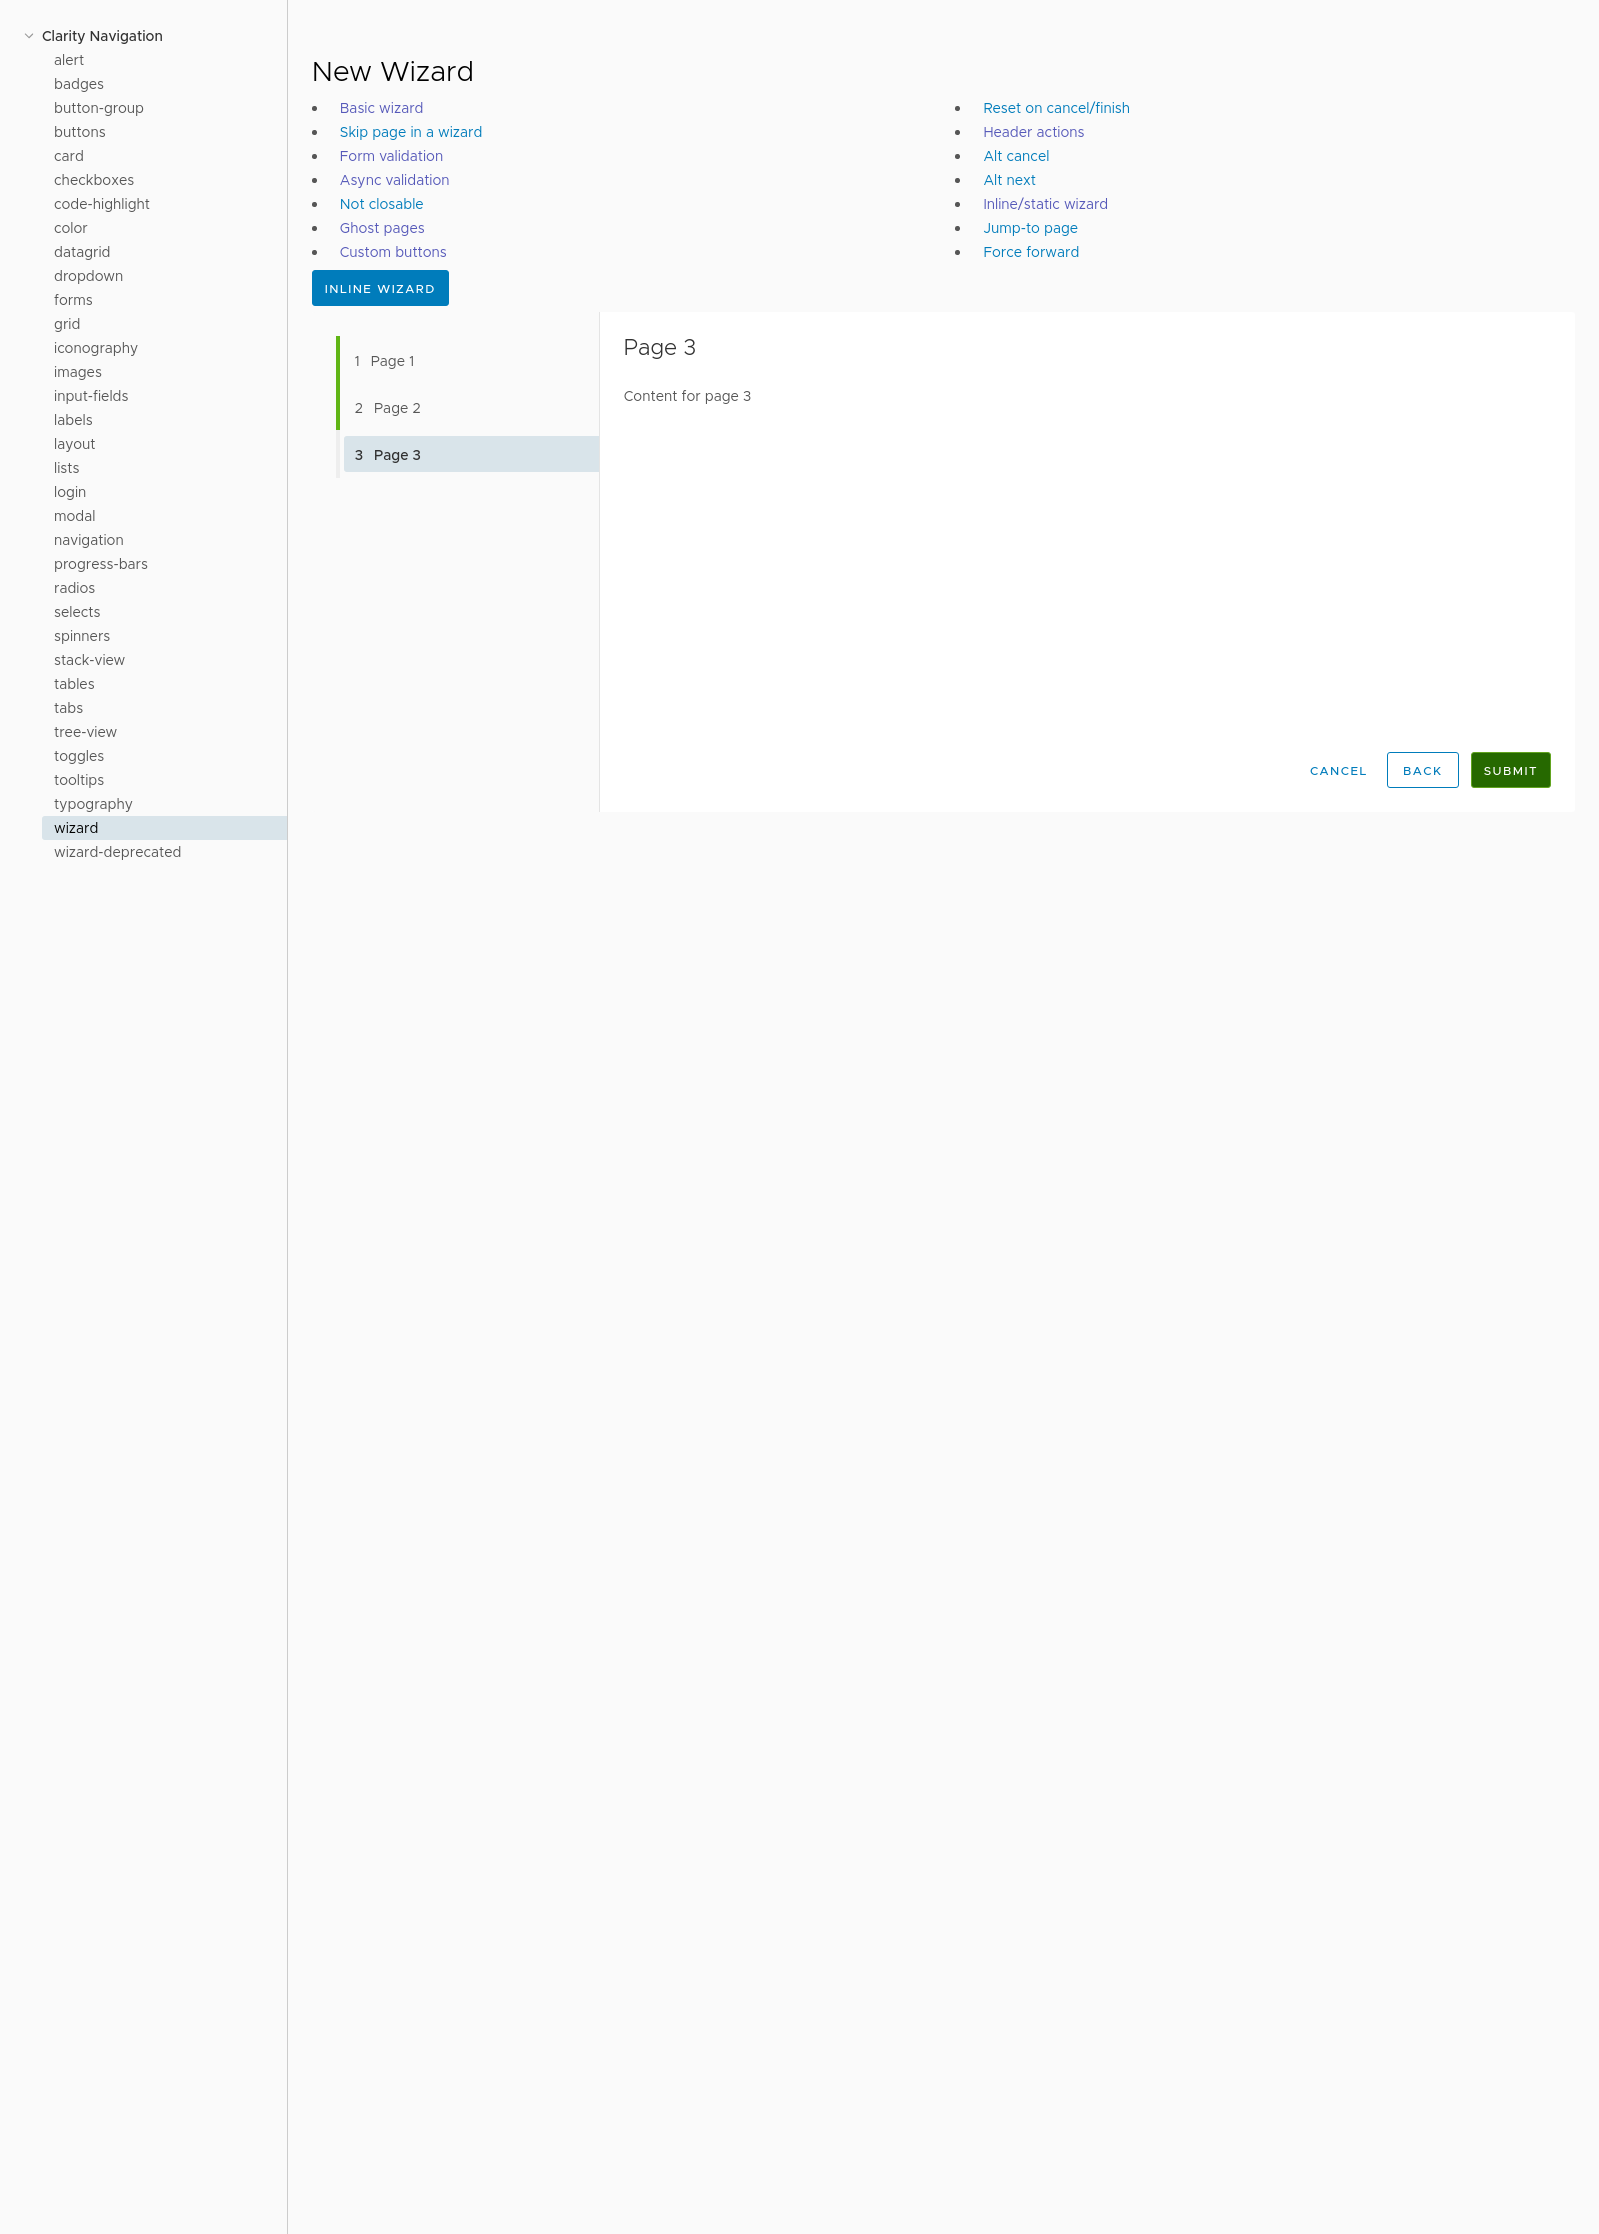 Clarity Navigation
alert
badges
button-group
buttons
card
checkboxes
code-highlight
color
datagrid
dropdown
forms
grid
iconography
images
input-fields
labels
layout
lists
login
modal
navigation
progress-bars
radios
selects
spinners
stack-view
tables
tabs
tree-view
toggles
tooltips
typography
wizard
wizard-deprecated
New Wizard
Basic wizard
Skip page in a wizard
Form validation
Async validation
Not closable
Ghost pages
Custom buttons
Reset on cancel/finish
Header actions
Alt cancel
Alt next
Inline/static wizard
Jump-to page
Force forward
INLINE WIZARD
1 Page 1
2 Page 2
3 Page 3
Page 3
Content for page 3
CANCEL BACK SUBMIT